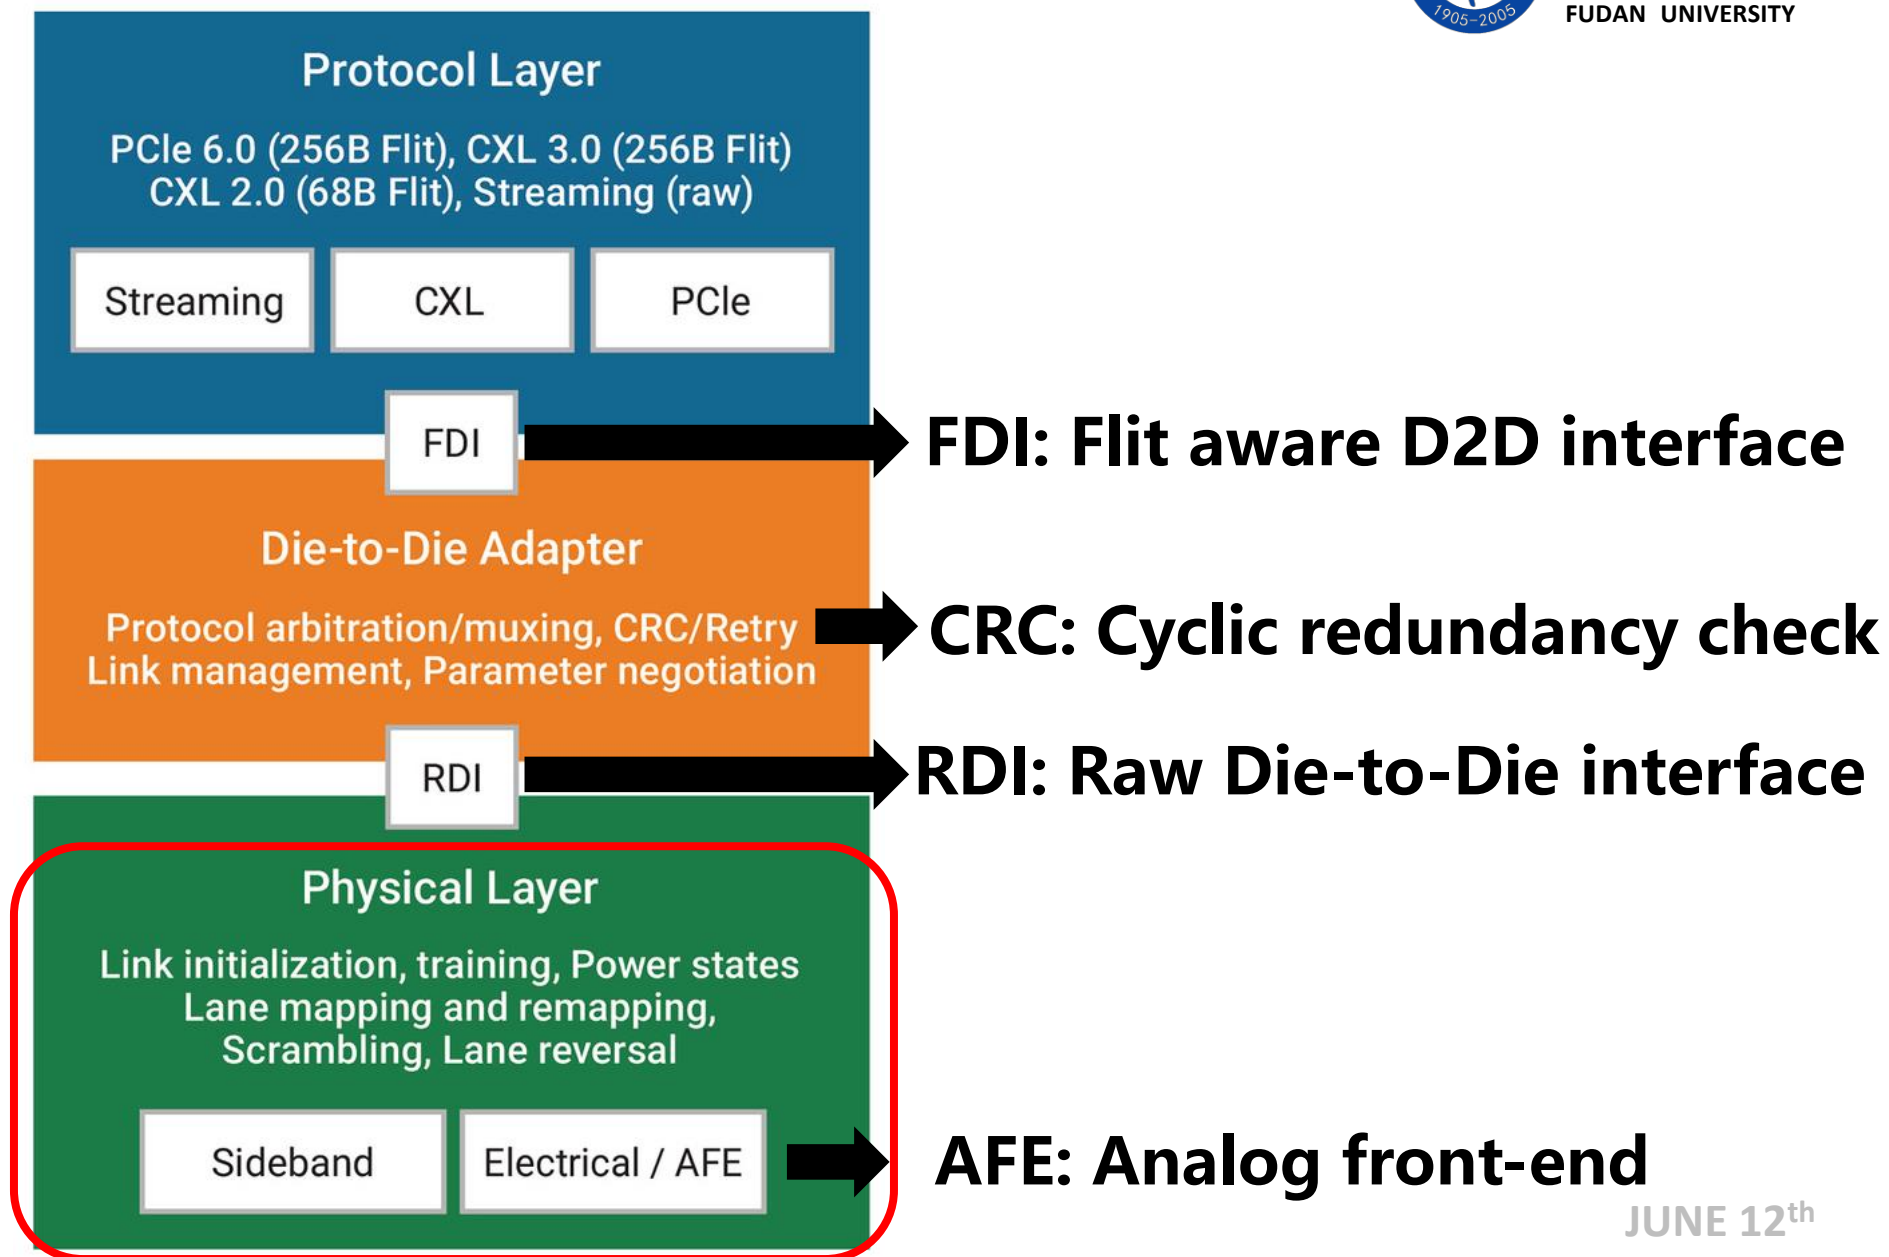 1905-2005
FUDAN UNIVERSITY
Protocol Layer
PCIe 6.0 (256B Flit), CXL 3.0 (256B Flit)
CXL 2.0 (68B Flit), Streaming (raw)
Streaming
CXL
PCIe
FDI
FDI: Flit aware D2D interface
Die-to-Die Adapter
Protocol arbitration/muxing, CRC/Retry
Link management, Parameter negotiation
CRC: Cyclic redundancy check
RDI
RDI: Raw Die-to-Die interface
Physical Layer
Link initialization, training, Power states
Lane mapping and remapping,
Scrambling, Lane reversal
Sideband
Electrical / AFE
AFE: Analog front-end
JUNE 12th